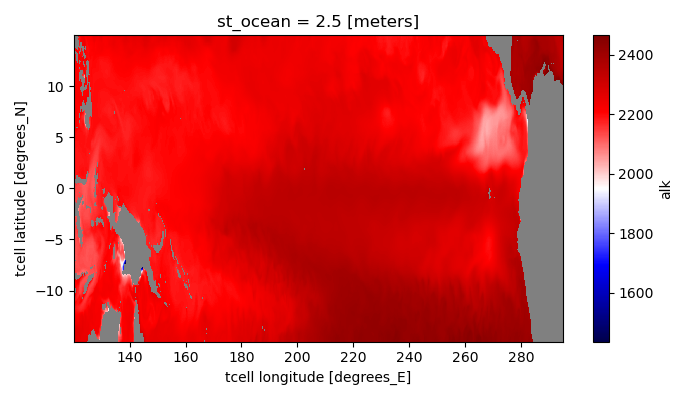 st_ocean = 2.5 [meters]
10
5
0
−5
−10
tcell latitude [degrees_N]
140 160 180 200 220 240 260 280
tcell longitude [degrees_E]
2400
2200
2000
1800
1600
alk